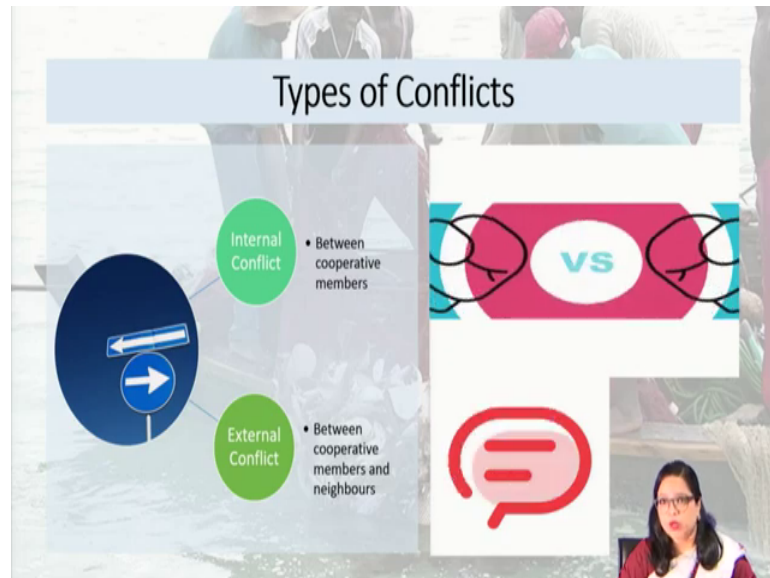 Types of Conflicts
Internal
Conflict
• Between
cooperative
members
VS
External
Conflict
• Between
cooperative
members and
neighbours